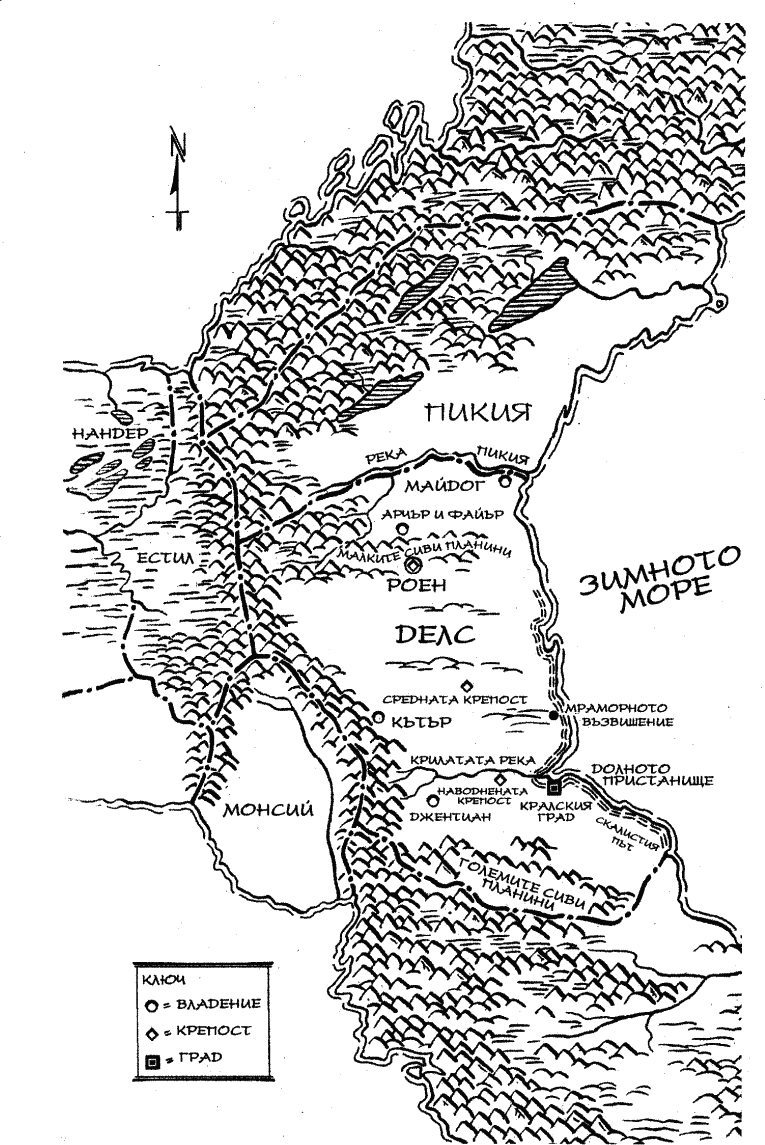 N
ПИКИЯ
НАНДЕР
РЕКА ПИКИЯ
МАЙДОГ
АРИЪР И ФАЙЪР
МАЛКИТЕ СИВИ ПЛАНИНИ
ЕСТИЛ
РОЕН
ЗИМНОТО
МОРЕ
ДЕЛС
СРЕДНАТА КРЕПОСТ
КЪТЪР
МРАМОРНОТО
ВЪЗВИШЕНИЕ
КРИЛАТАТА РЕКА
ДОЛНОТО
ПРИСТАНИЩЕ
НАВОДНЕНАТА
КРЕПОСТ
МОНСИЙ
ДЖЕНТИАН
КРАЛСКИЯ
ГРАД
СКАЛИСТИЯ
ПЪТ
ГОЛЕМИТЕ СИВИ
ПЛАНИНИ
КЛЮЧ
= ВЛАДЕНИЕ
= КРЕПОСТ
= ГРАД